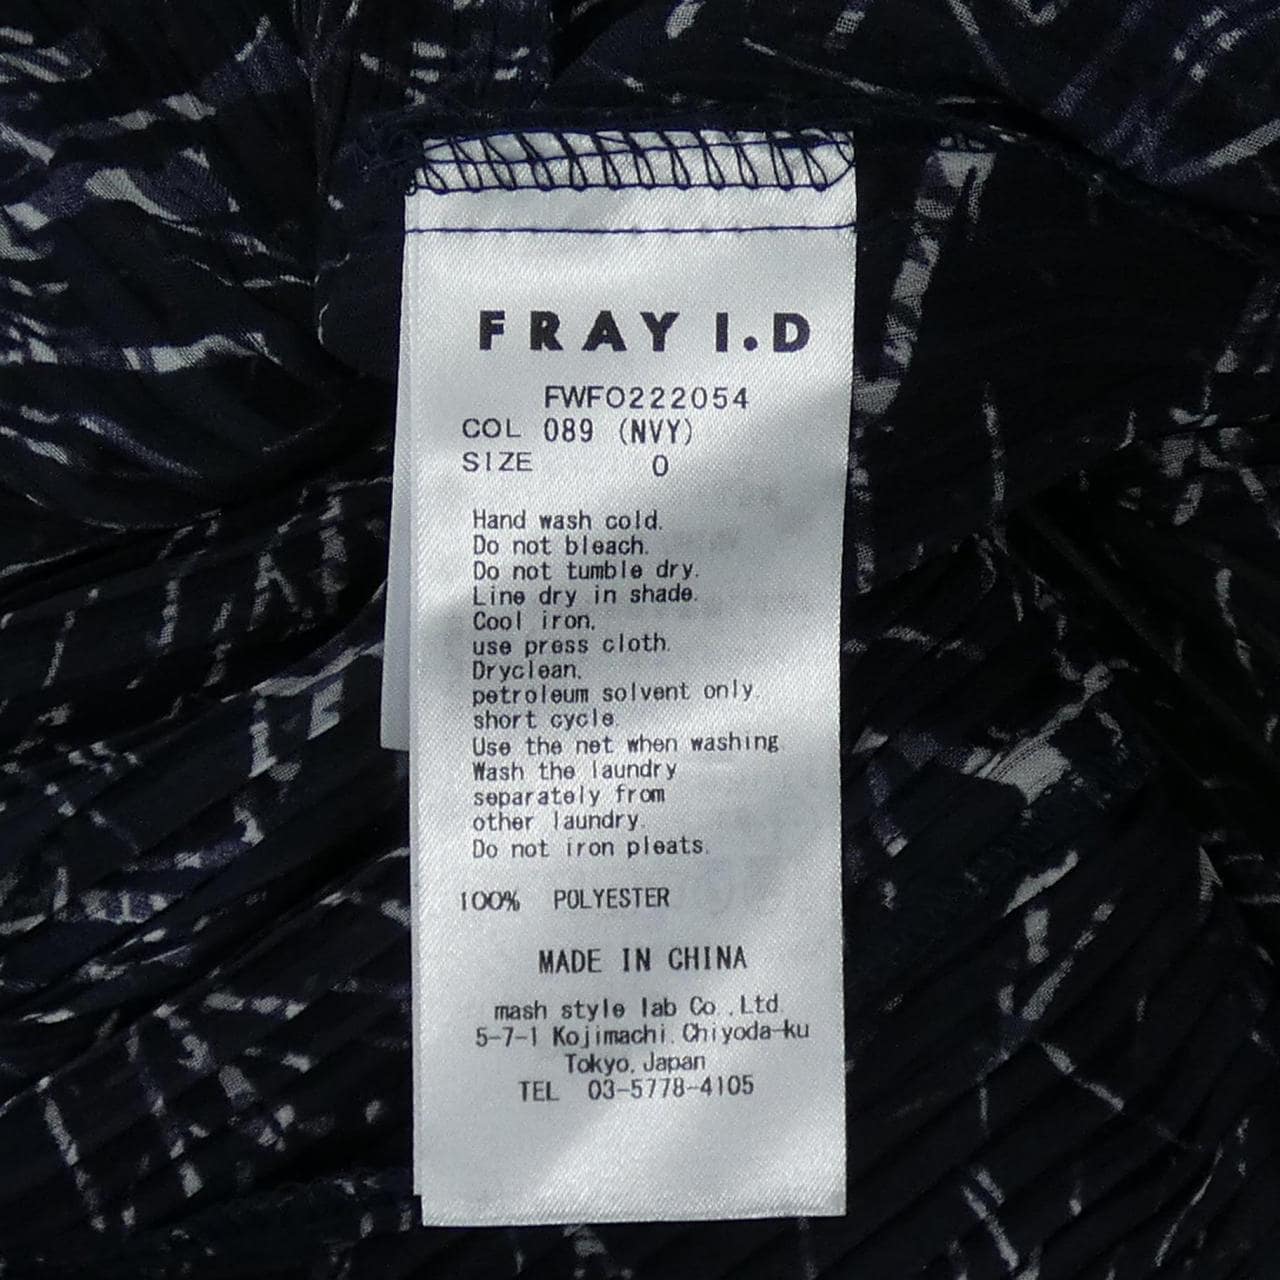 FRAY I.D
FWFO222054
COL 089 (NVY)
SIZE 0
Hand wash cold.
Do not bleach.
Do not tumble dry.
Line dry in shade.
Cool iron,
use press cloth.
Dryclean,
petroleum solvent only,
short cycle.
Use the net when washing
Wash the laundry
separately from
other laundry.
Do not iron pleats.
100% POLYESTER
MADE IN CHINA
mash style lab Co.,Ltd.
5-7-1 Kojimachi, Chiyoda-ku
Tokyo, Japan
TEL 03-5778-4105